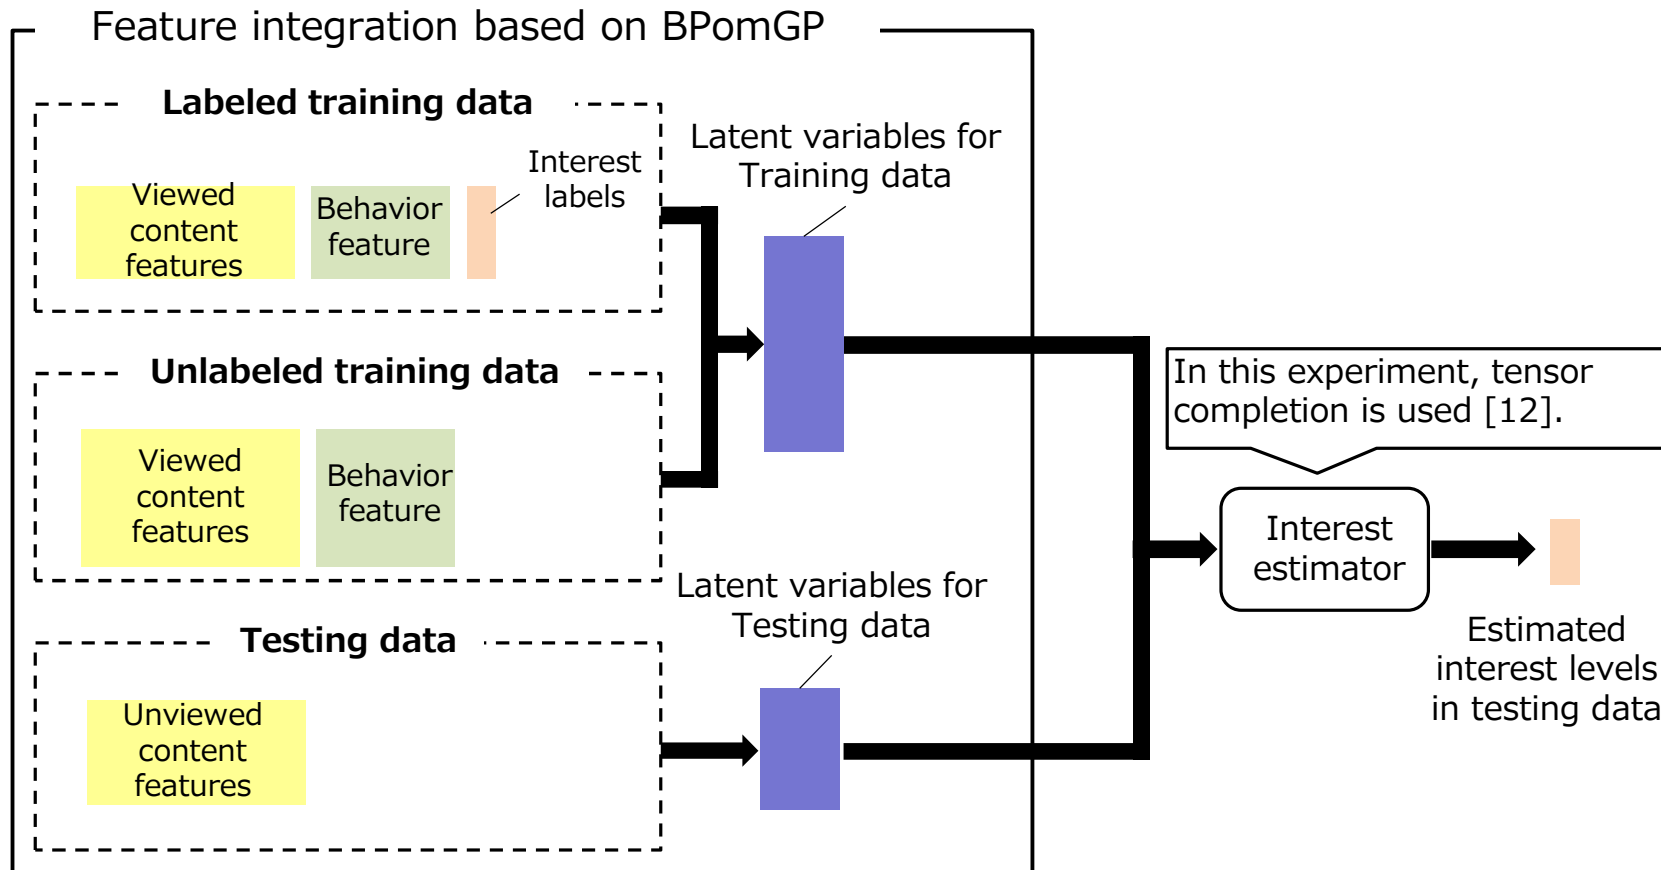 Feature integration based on BPomGP
Labeled training data
Viewed
content
features
Behavior
feature
Interest
labels
Latent variables for
Training data
Unlabeled training data
Viewed
content
features
Behavior
feature
In this experiment, tensor
completion is used [12].
Interest
estimator
Estimated
interest levels
in testing data
Latent variables for
Testing data
Testing data
Unviewed
content
features